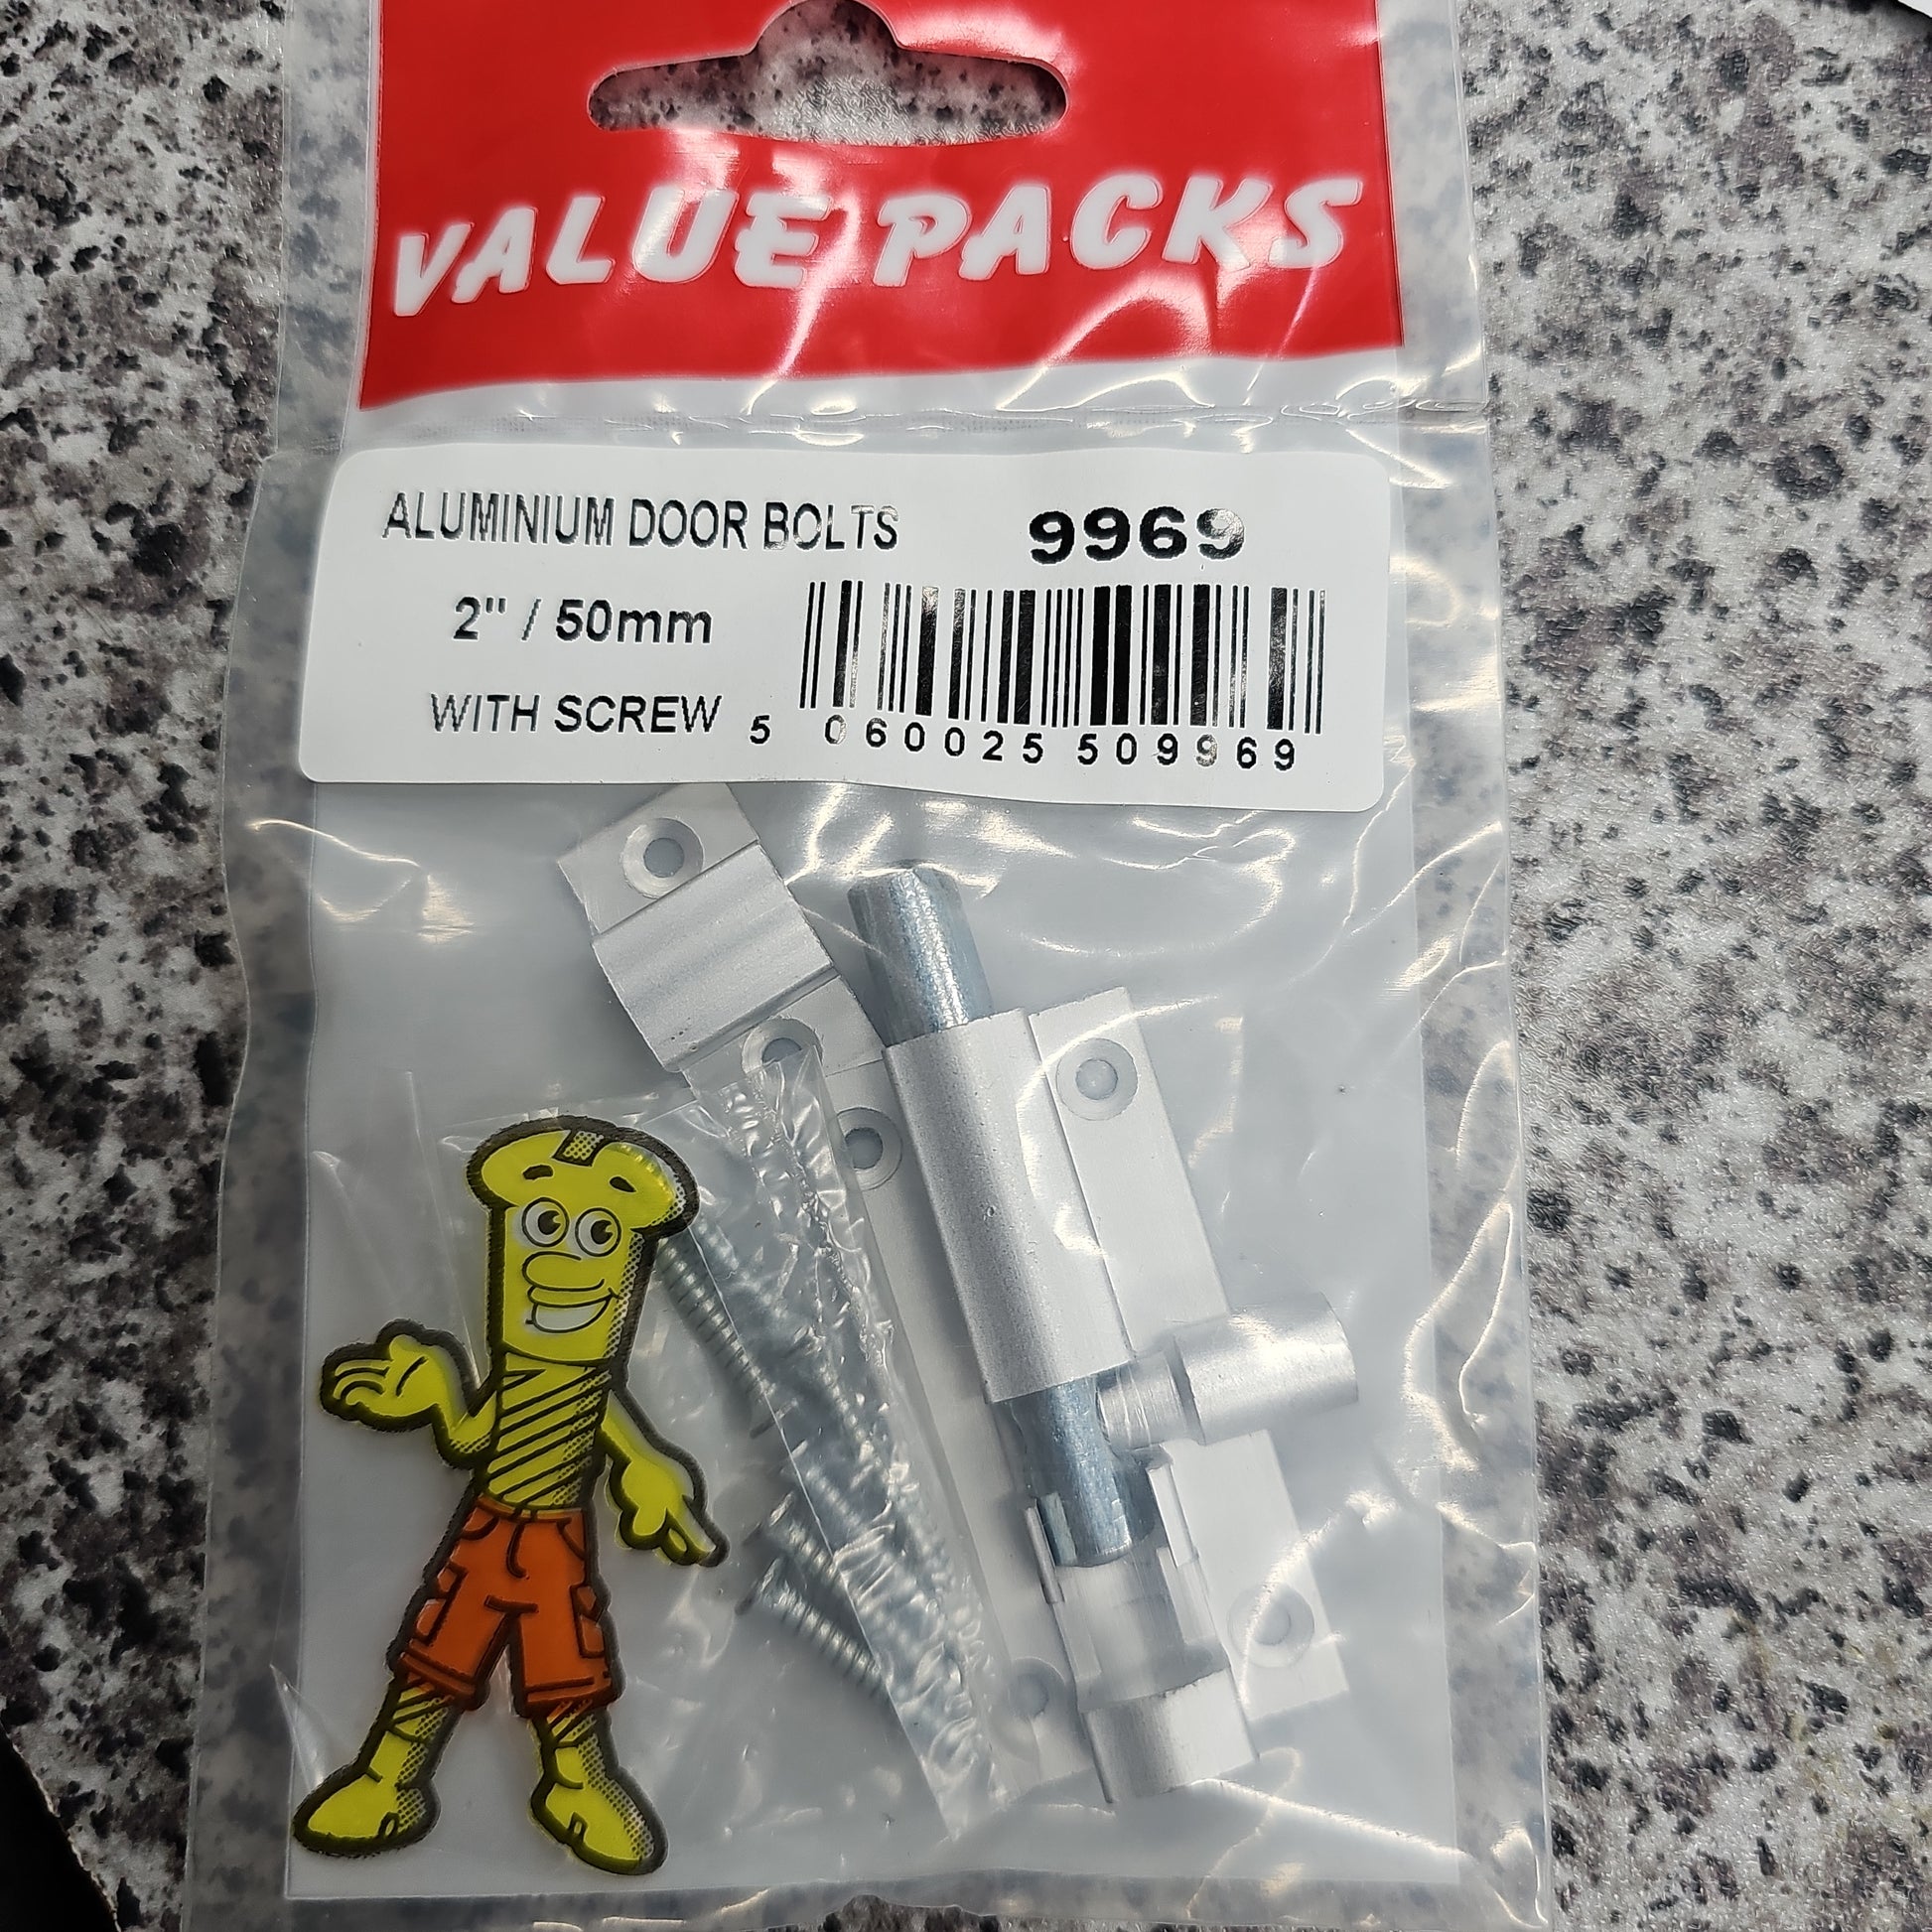 VALUE PACKS
ALUMINIUM DOOR BOLTS 9969
2" / 50mm
WITH SCREW
5 060025 509969